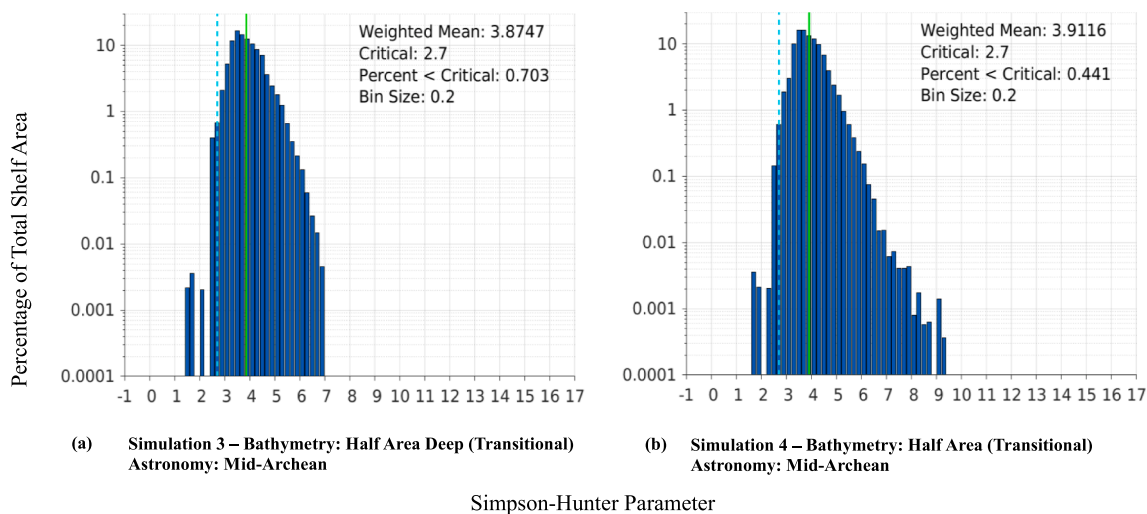 Percentage of Total Shelf Area
10
1
0.1
0.01
0.001
0.0001
-1 0 1 2 3 4 5 6 7 8 9 10 11 12 13 14 15 16 17
Weighted Mean: 3.8747
Critical: 2.7
Percent < Critical: 0.703
Bin Size: 0.2
(a) Simulation 3 – Bathymetry: Half Area Deep (Transitional)
Astronomy: Mid-Archean
10
1
0.1
0.01
0.001
0.0001
-1 0 1 2 3 4 5 6 7 8 9 10 11 12 13 14 15 16 17
Weighted Mean: 3.9116
Critical: 2.7
Percent < Critical: 0.441
Bin Size: 0.2
(b) Simulation 4 – Bathymetry: Half Area (Transitional)
Astronomy: Mid-Archean
Simpson-Hunter Parameter